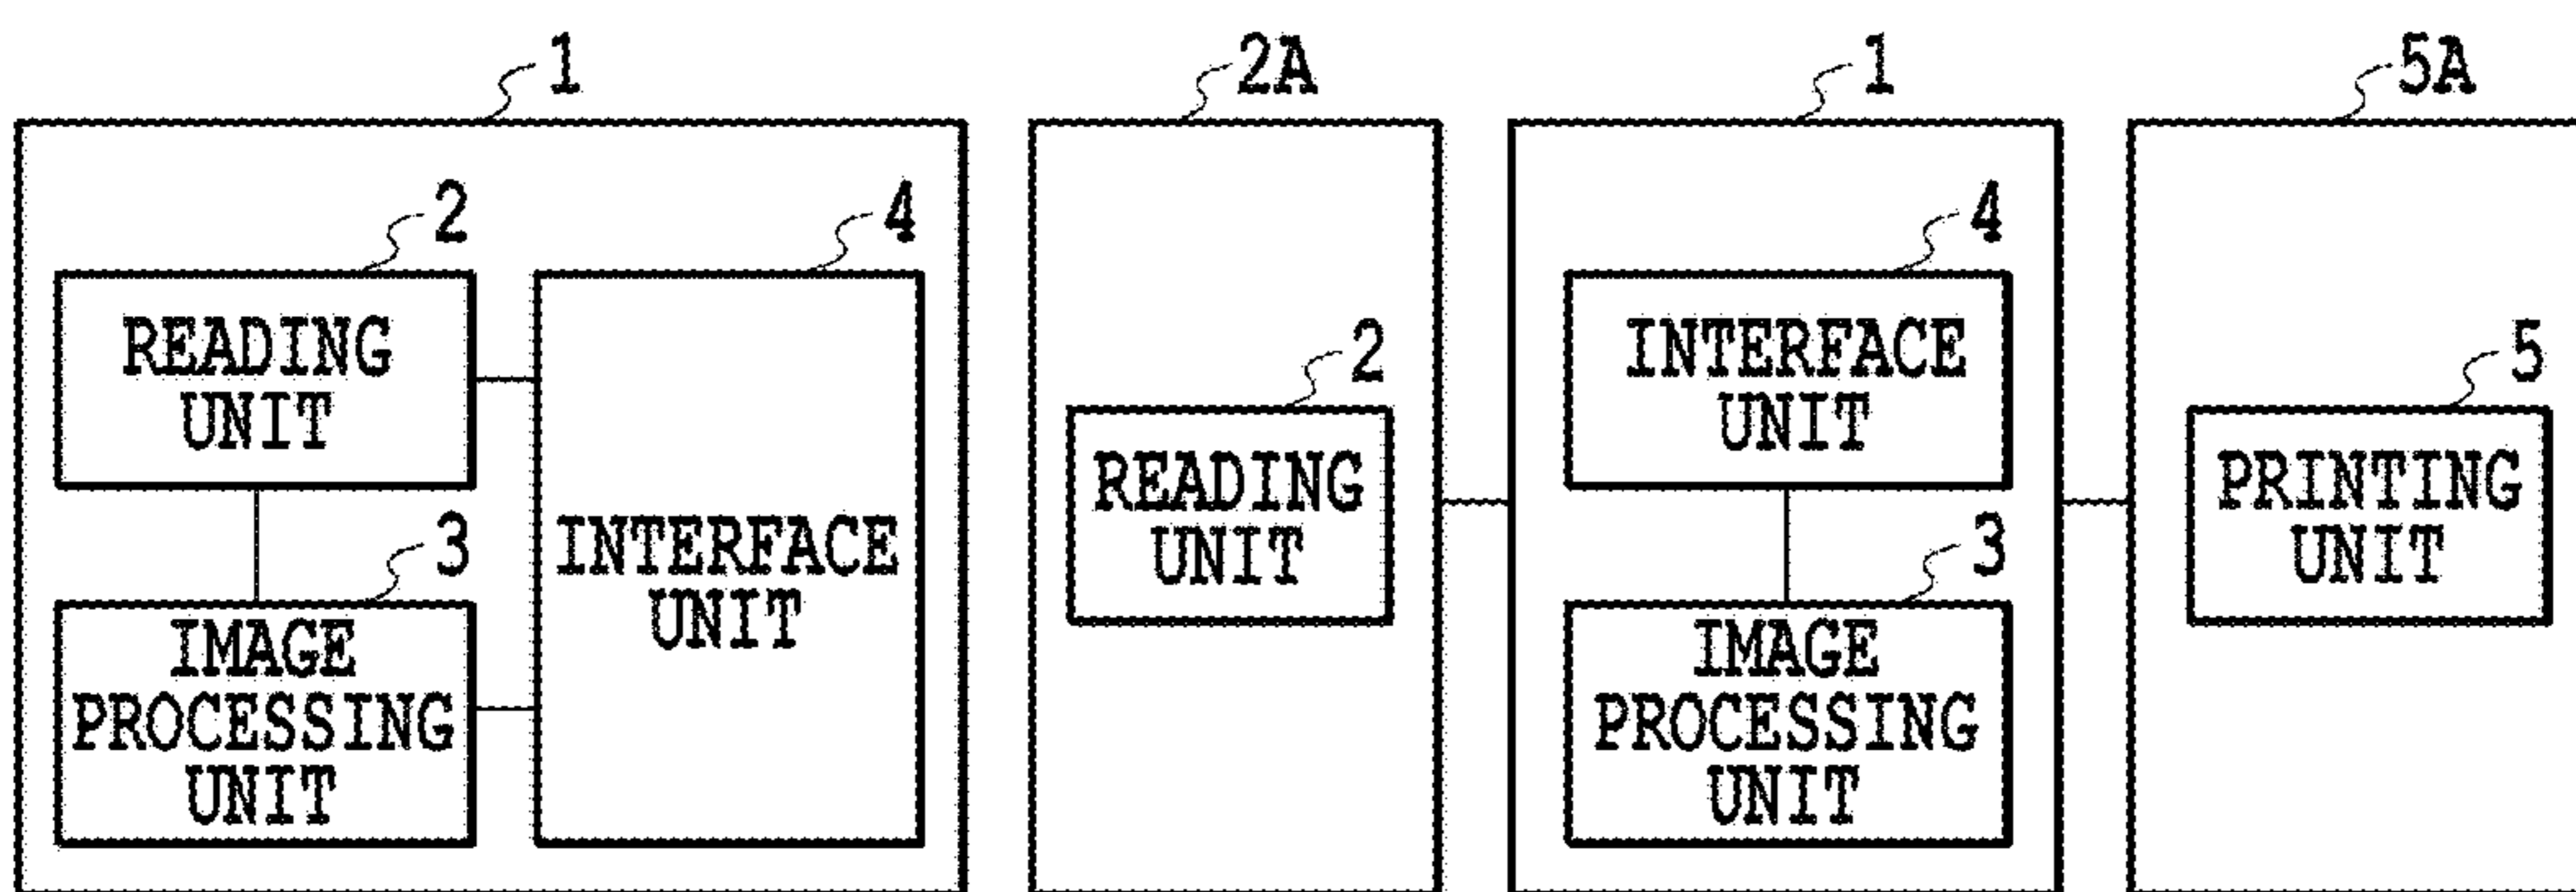 1
2
READING
UNIT
4
INTERFACE
UNIT
3
IMAGE
PROCESSING
UNIT
2A
2
READING
UNIT
1
4
INTERFACE
UNIT
3
IMAGE
PROCESSING
UNIT
5A
5
PRINTING
UNIT